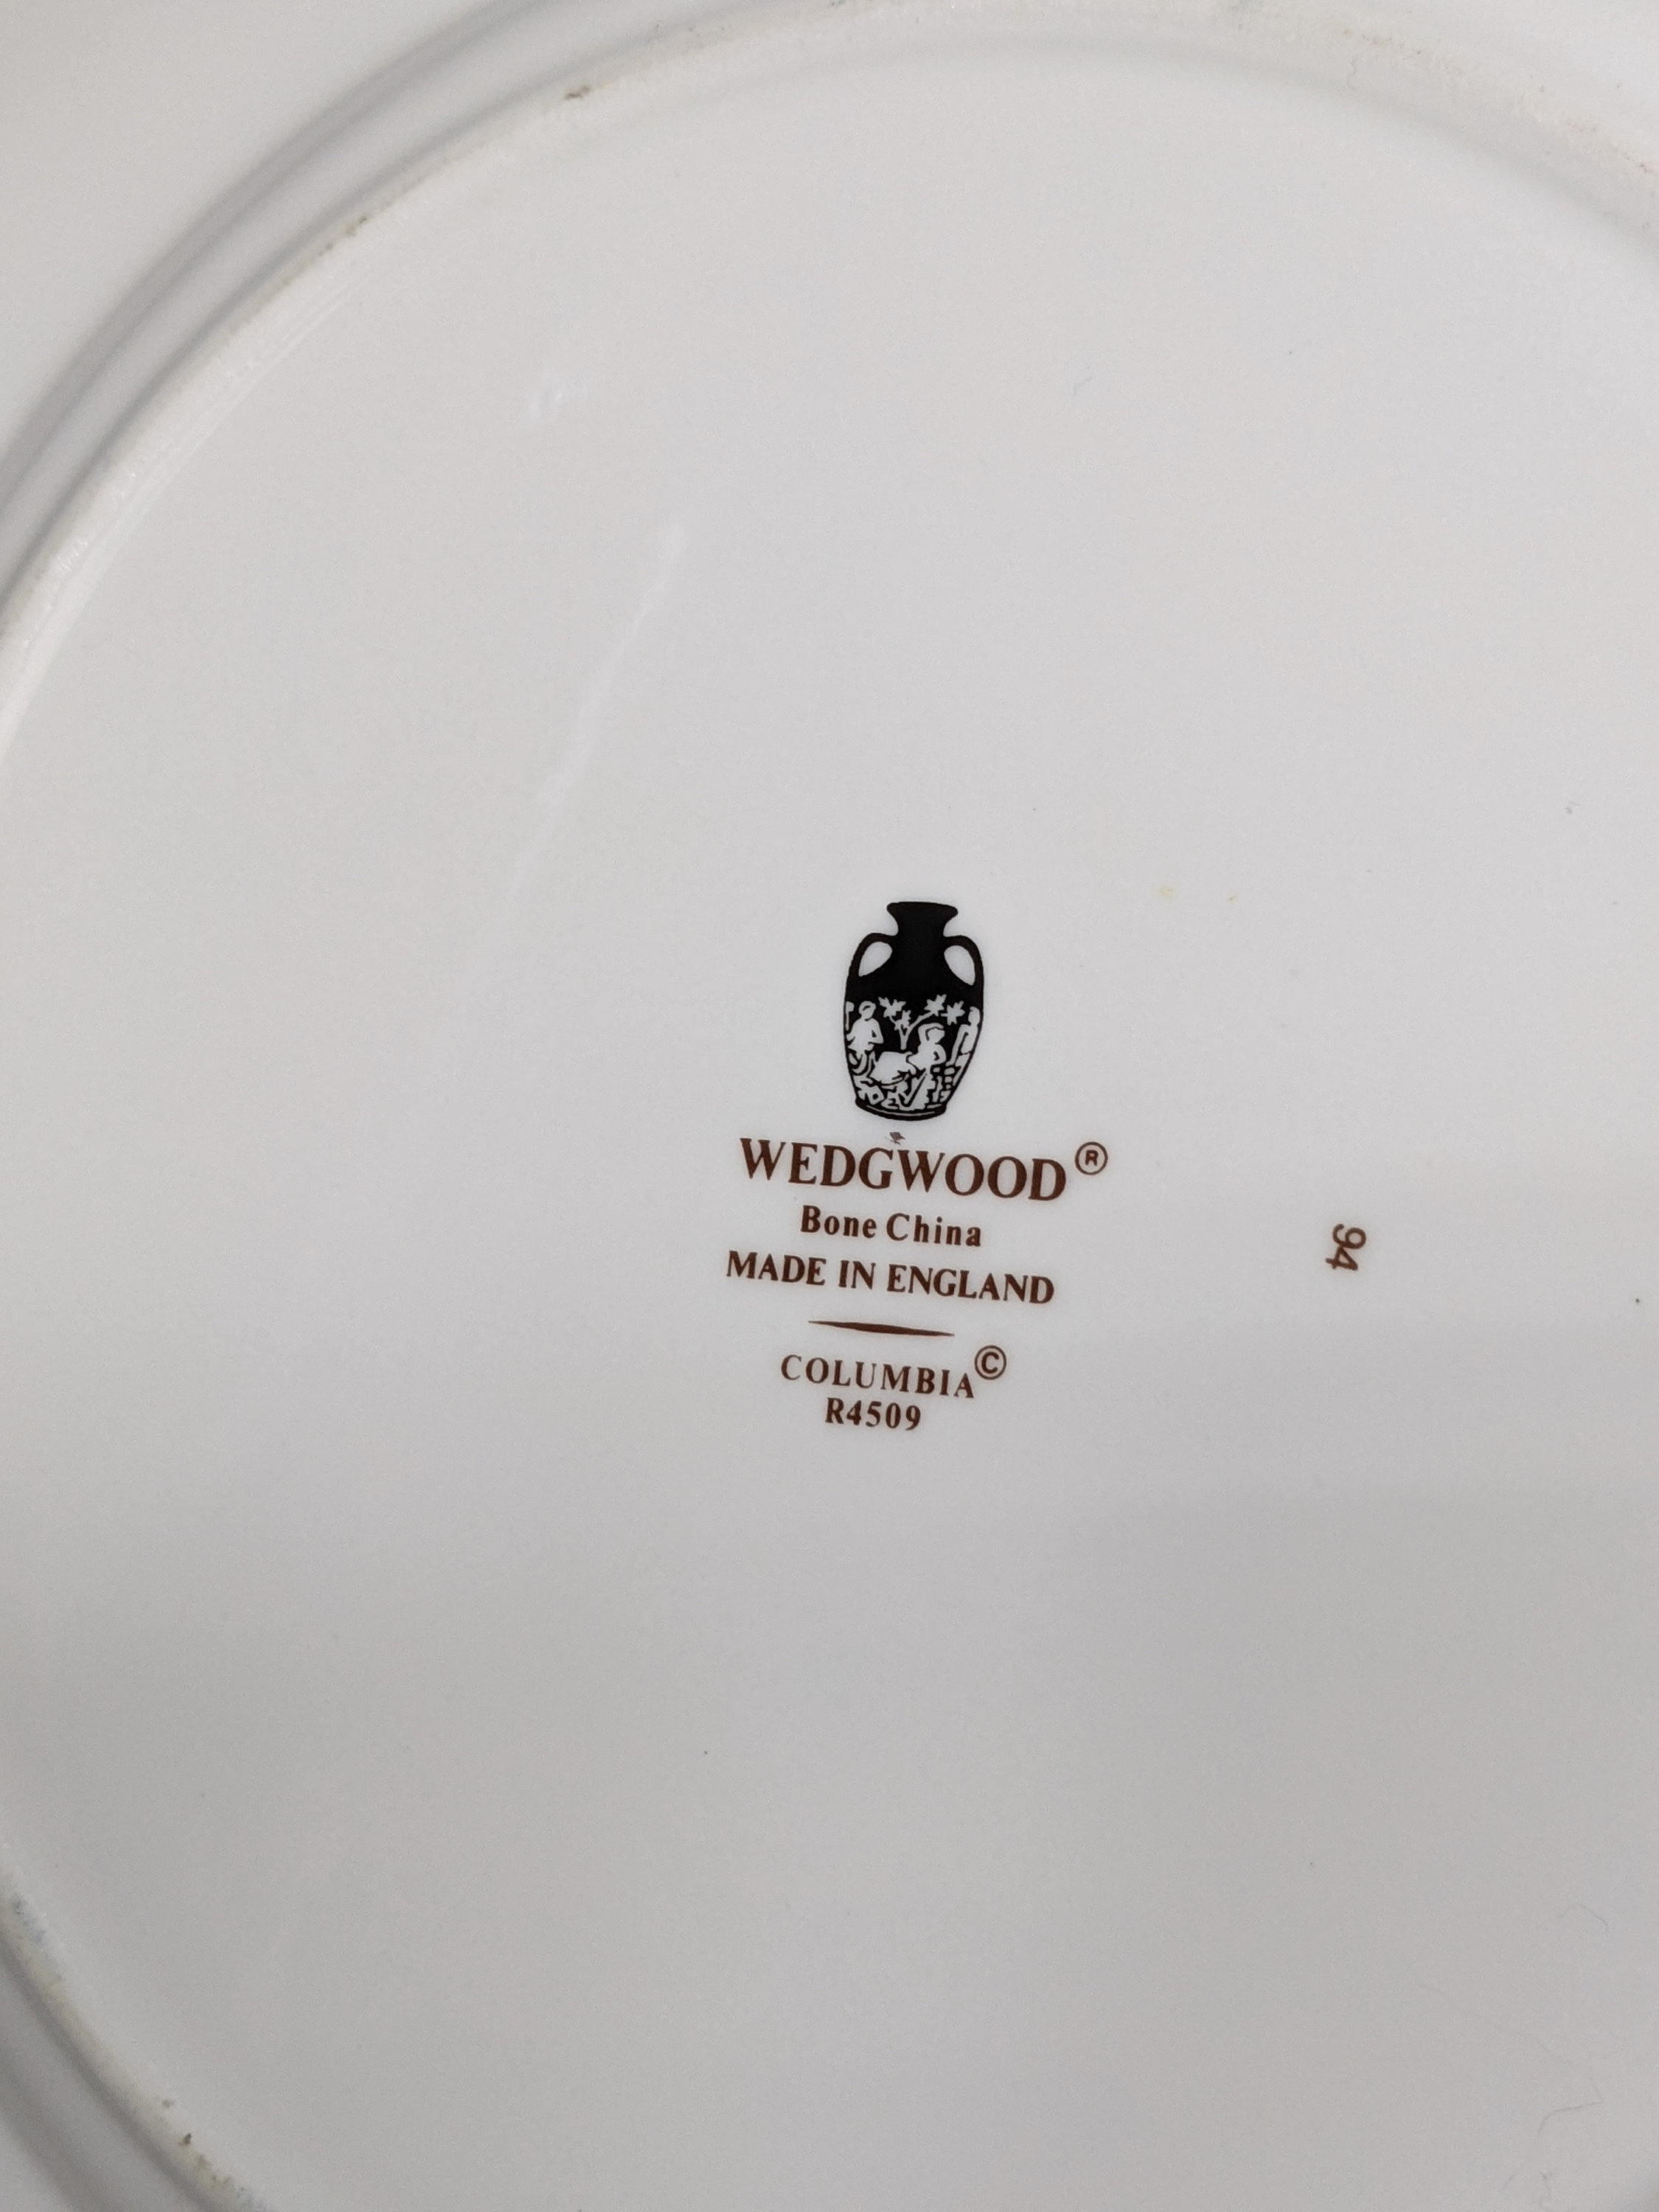 WEDGWOOD®
Bone China
MADE IN ENGLAND
COLUMBIA©
R4509
94